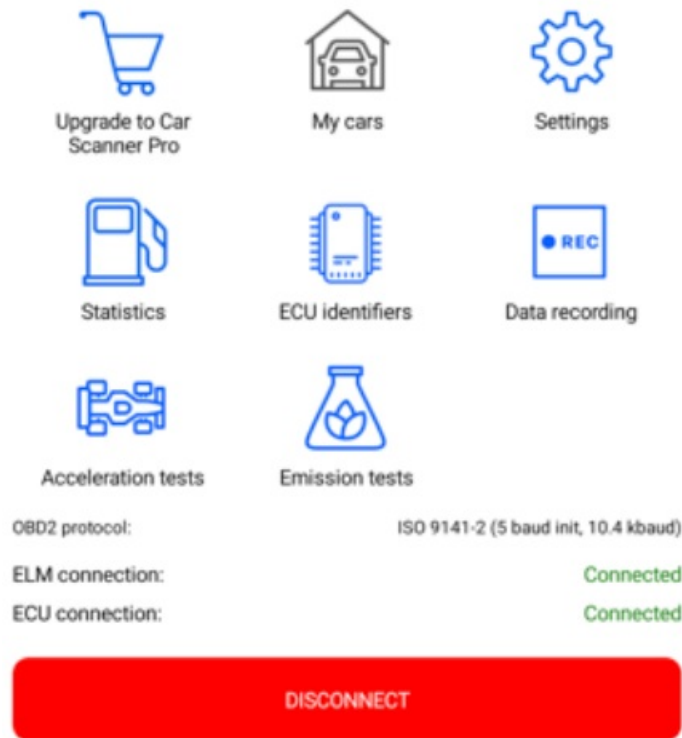 Upgrade to Car
Scanner Pro
My cars
Settings
REC
Statistics
ECU identifiers
Data recording
Acceleration tests
Emission tests
OBD2 protocol: ISO 9141-2 (5 baud init, 10.4 kbaud)
ELM connection: Connected
ECU connection: Connected
DISCONNECT